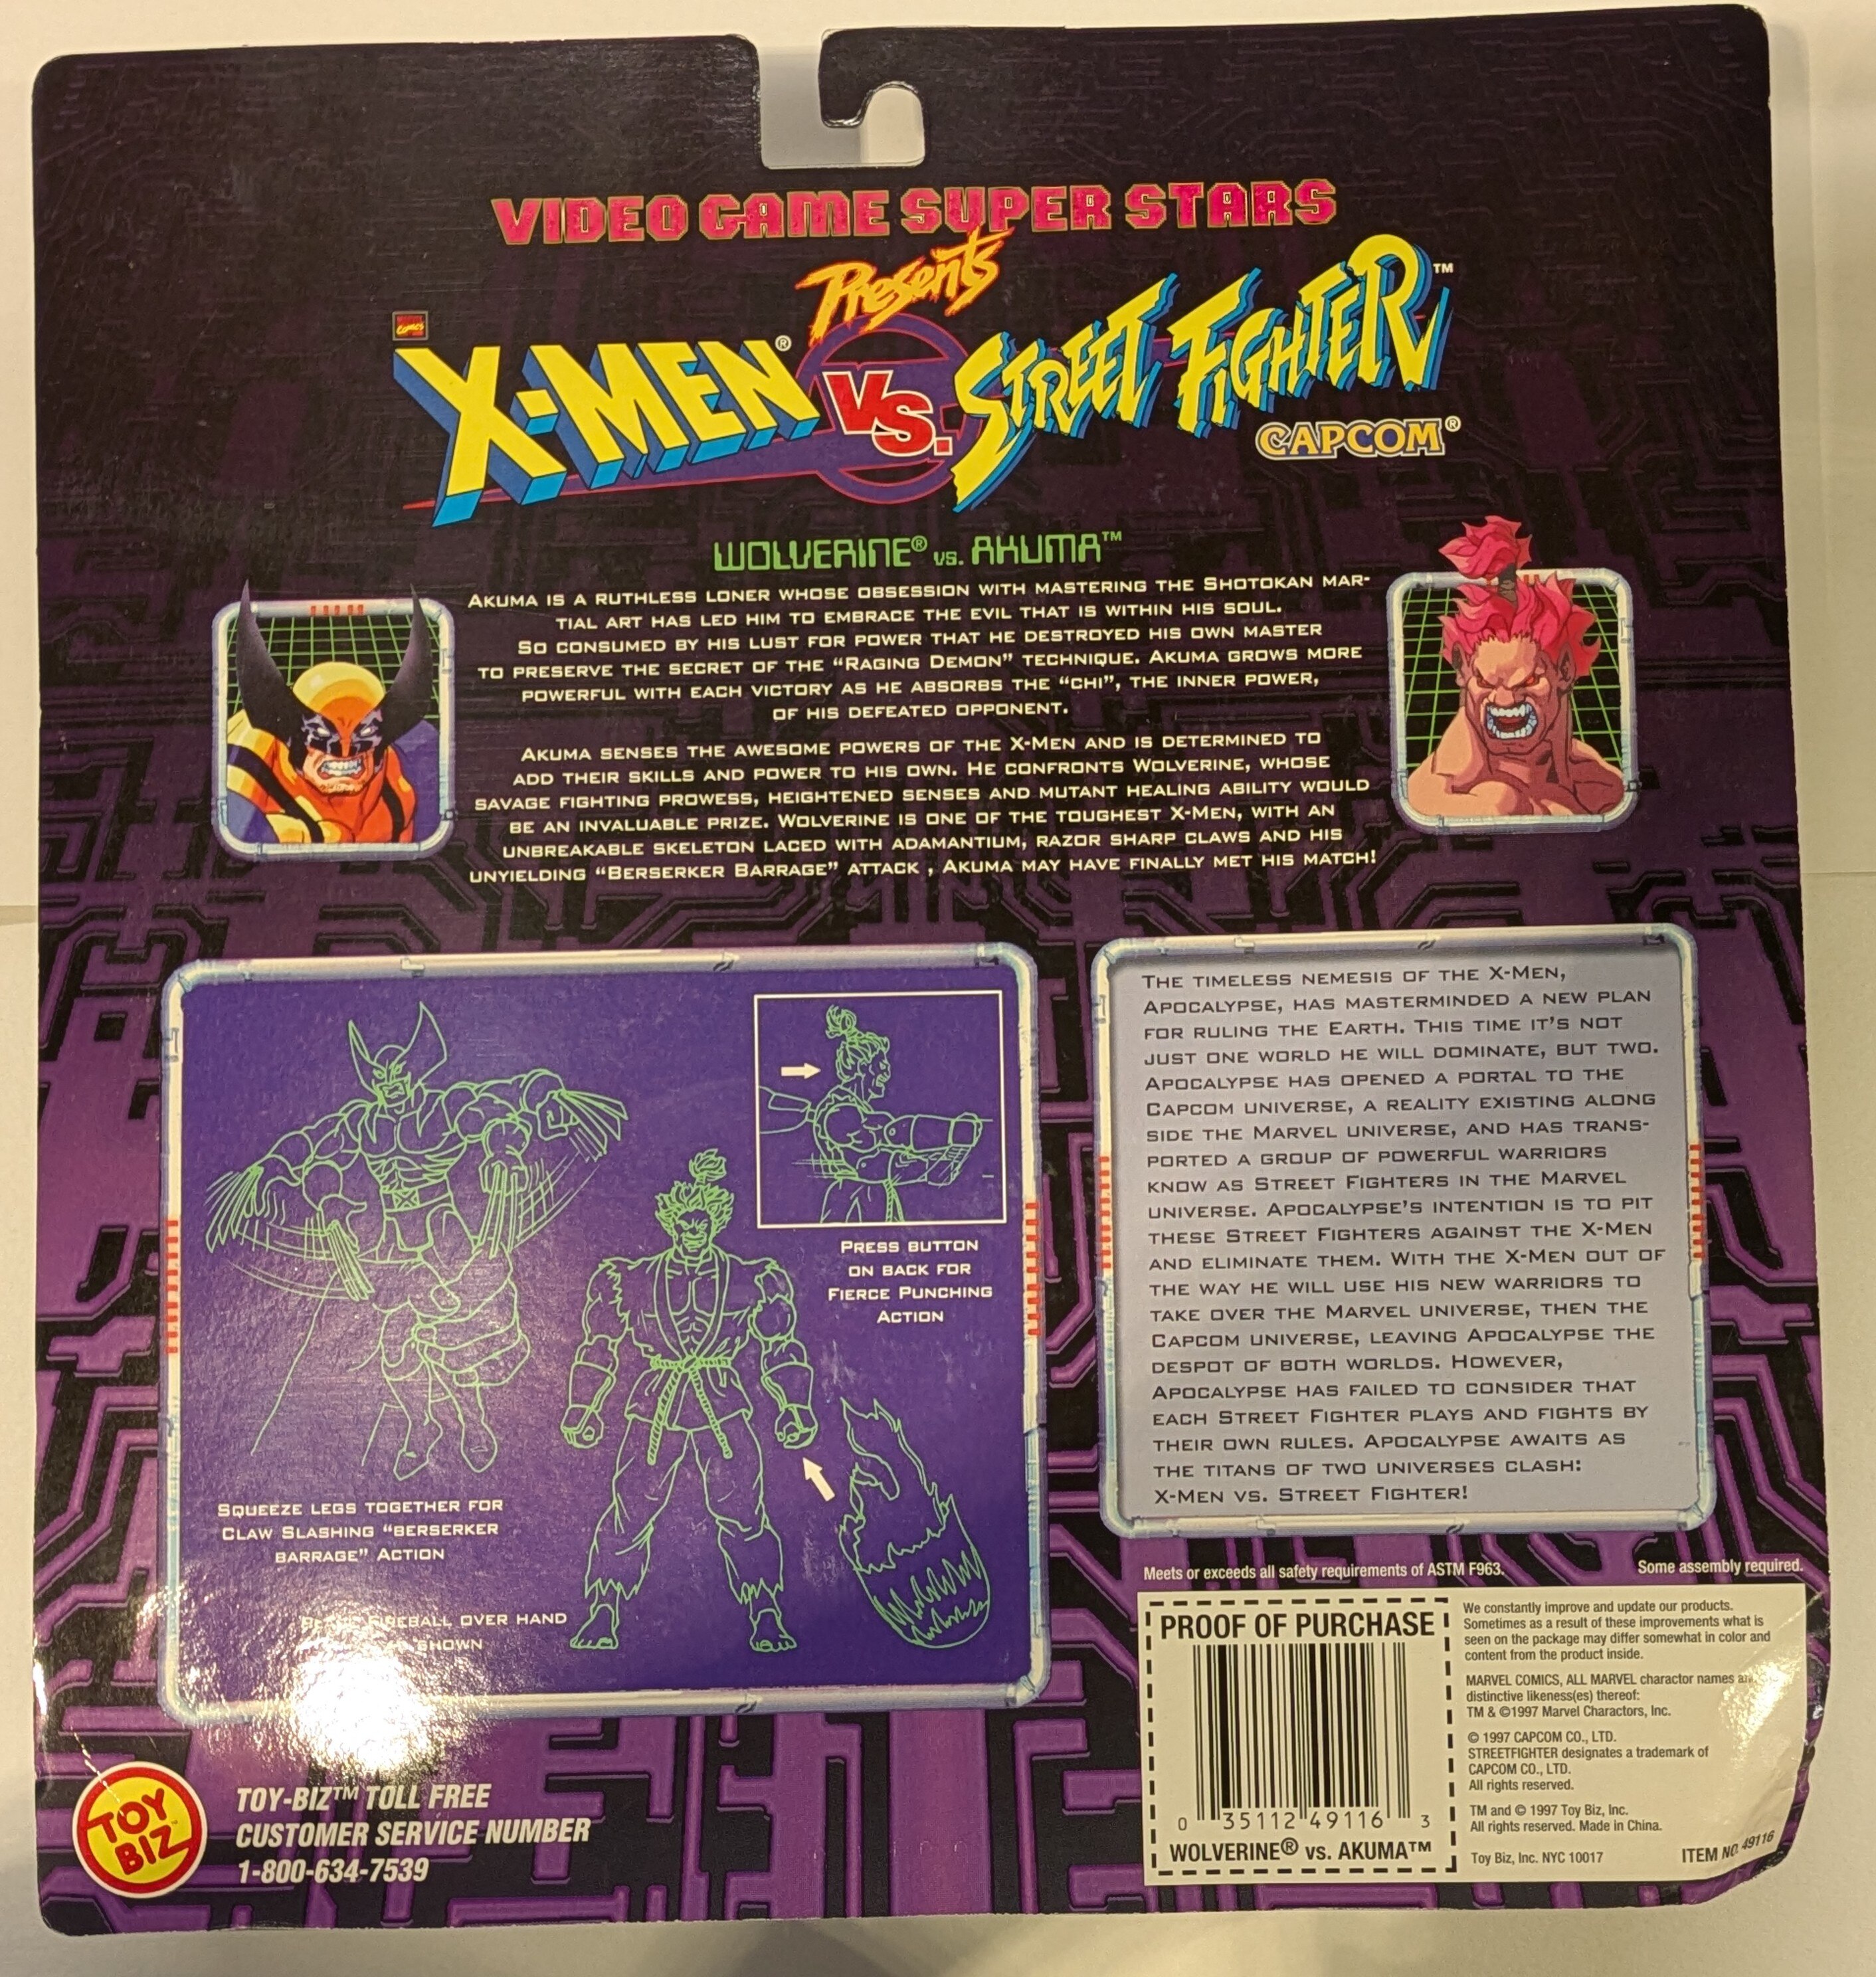 VIDEO GAME SUPER STARS
Presents
MARVEL COMICS
X-MEN® VS. STREET FIGHTER™
CAPCOM®
WOLVERINE® VS. AKUMA™
AKUMA IS A RUTHLESS LONER WHOSE OBSESSION WITH MASTERING THE SHOTOKAN MAR-
TIAL ART HAS LED HIM TO EMBRACE THE EVIL THAT IS WITHIN HIS SOUL.
SO CONSUMED BY HIS LUST FOR POWER THAT HE DESTROYED HIS OWN MASTER
TO PRESERVE THE SECRET OF THE "RAGING DEMON" TECHNIQUE. AKUMA GROWS MORE
POWERFUL WITH EACH VICTORY AS HE ABSORBS THE "CHI", THE INNER POWER,
OF HIS DEFEATED OPPONENT.
AKUMA SENSES THE AWESOME POWERS OF THE X-MEN AND IS DETERMINED TO
ADD THEIR SKILLS AND POWER TO HIS OWN. HE CONFRONTS WOLVERINE, WHOSE
SAVAGE FIGHTING PROWESS, HEIGHTENED SENSES AND MUTANT HEALING ABILITY WOULD
BE AN INVALUABLE PRIZE. WOLVERINE IS ONE OF THE TOUGHEST X-MEN, WITH AN
UNBREAKABLE SKELETON LACED WITH ADAMANTIUM, RAZOR SHARP CLAWS AND HIS
UNYIELDING "BERSERKER BARRAGE" ATTACK , AKUMA MAY HAVE FINALLY MET HIS MATCH!
PRESS BUTTON
ON BACK FOR
FIERCE PUNCHING
ACTION
SQUEEZE LEGS TOGETHER FOR
CLAW SLASHING "BERSERKER
BARRAGE" ACTION
FIREBALL OVER HAND
SHOWN
THE TIMELESS NEMESIS OF THE X-MEN,
APOCALYPSE, HAS MASTERMINDED A NEW PLAN
FOR RULING THE EARTH. THIS TIME IT'S NOT
JUST ONE WORLD HE WILL DOMINATE, BUT TWO.
APOCALYPSE HAS OPENED A PORTAL TO THE
CAPCOM UNIVERSE, A REALITY EXISTING ALONG
SIDE THE MARVEL UNIVERSE, AND HAS TRANS-
PORTED A GROUP OF POWERFUL WARRIORS
KNOW AS STREET FIGHTERS IN THE MARVEL
UNIVERSE. APOCALYPSE'S INTENTION IS TO PIT
THESE STREET FIGHTERS AGAINST THE X-MEN
AND ELIMINATE THEM. WITH THE X-MEN OUT OF
THE WAY HE WILL USE HIS NEW WARRIORS TO
TAKE OVER THE MARVEL UNIVERSE, THEN THE
CAPCOM UNIVERSE, LEAVING APOCALYPSE THE
DESPOT OF BOTH WORLDS. HOWEVER,
APOCALYPSE HAS FAILED TO CONSIDER THAT
EACH STREET FIGHTER PLAYS AND FIGHTS BY
THEIR OWN RULES. APOCALYPSE AWAITS AS
THE TITANS OF TWO UNIVERSES CLASH:
X-MEN VS. STREET FIGHTER!
Meets or exceeds all safety requirements of ASTM F963. Some assembly required.
PROOF OF PURCHASE
0 35112 49116 3
WOLVERINE® vs. AKUMA™
We constantly improve and update our products.
Sometimes as a result of these improvements what is
seen on the package may differ somewhat in color and
content from the product inside.
MARVEL COMICS, ALL MARVEL charactor names
distinctive likeness(es) thereof:
TM & ©1997 Marvel Charactors, Inc.
© 1997 CAPCOM CO., LTD.
STREETFIGHTER designates a trademark of
CAPCOM CO., LTD.
All rights reserved.
TM and © 1997 Toy Biz, Inc.
All rights reserved. Made in China.
Toy Biz, Inc. NYC 10017
ITEM NO. 49116
TOY BIZ
TOY-BIZ™ TOLL FREE
CUSTOMER SERVICE NUMBER
1-800-634-7539